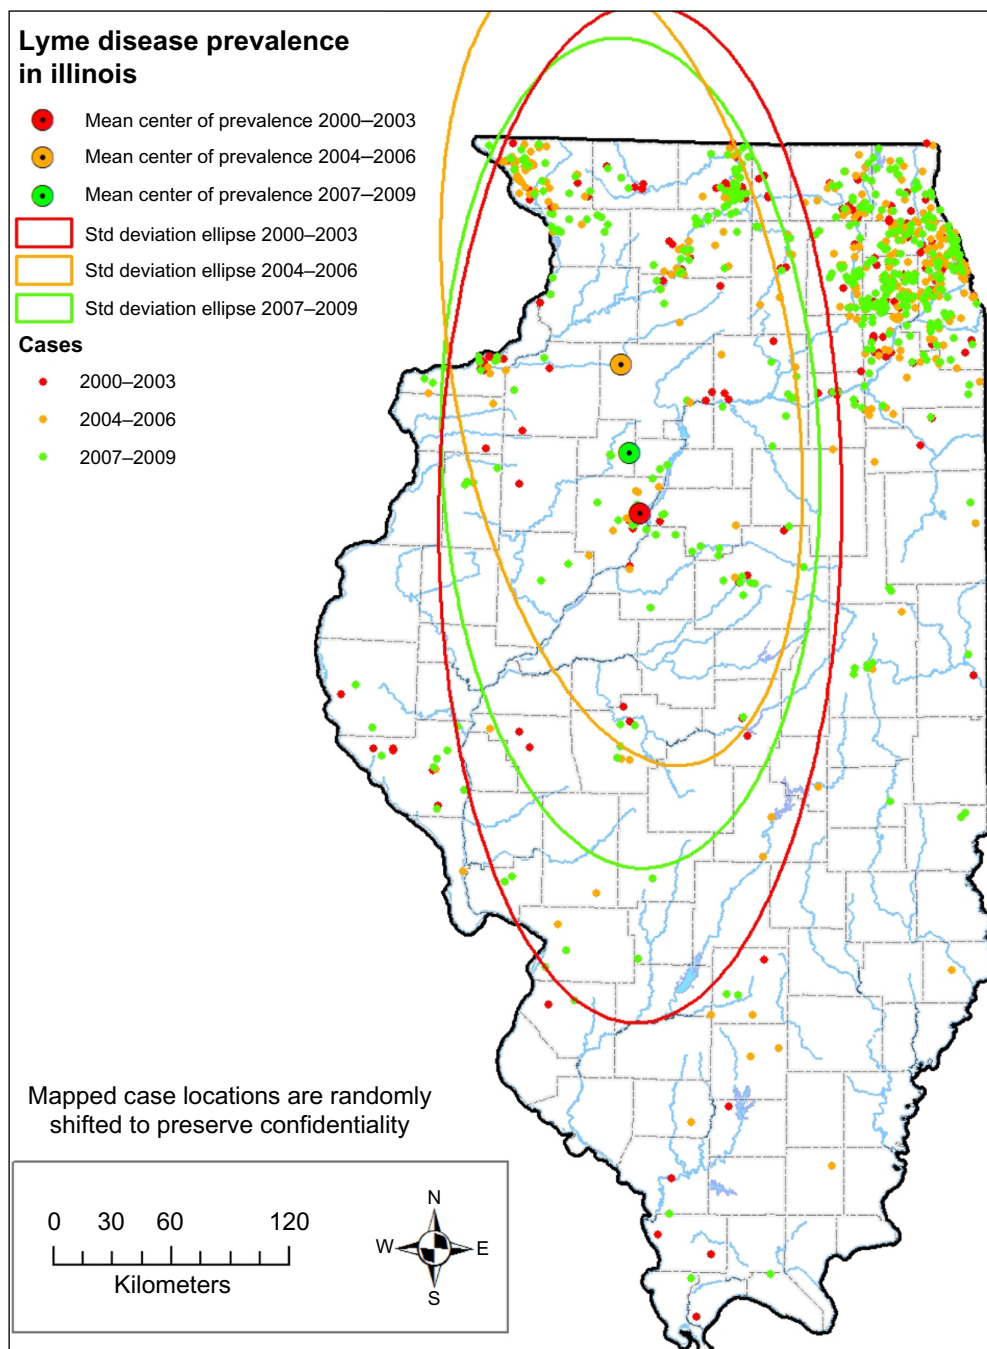 Lyme disease prevalence
in illinois
Mean center of prevalence 2000–2003
Mean center of prevalence 2004–2006
Mean center of prevalence 2007–2009
Std deviation ellipse 2000–2003
Std deviation ellipse 2004–2006
Std deviation ellipse 2007–2009
Cases
2000–2003
2004–2006
2007–2009
Mapped case locations are randomly
shifted to preserve confidentiality
0 30 60 120
Kilometers
N
W E
S